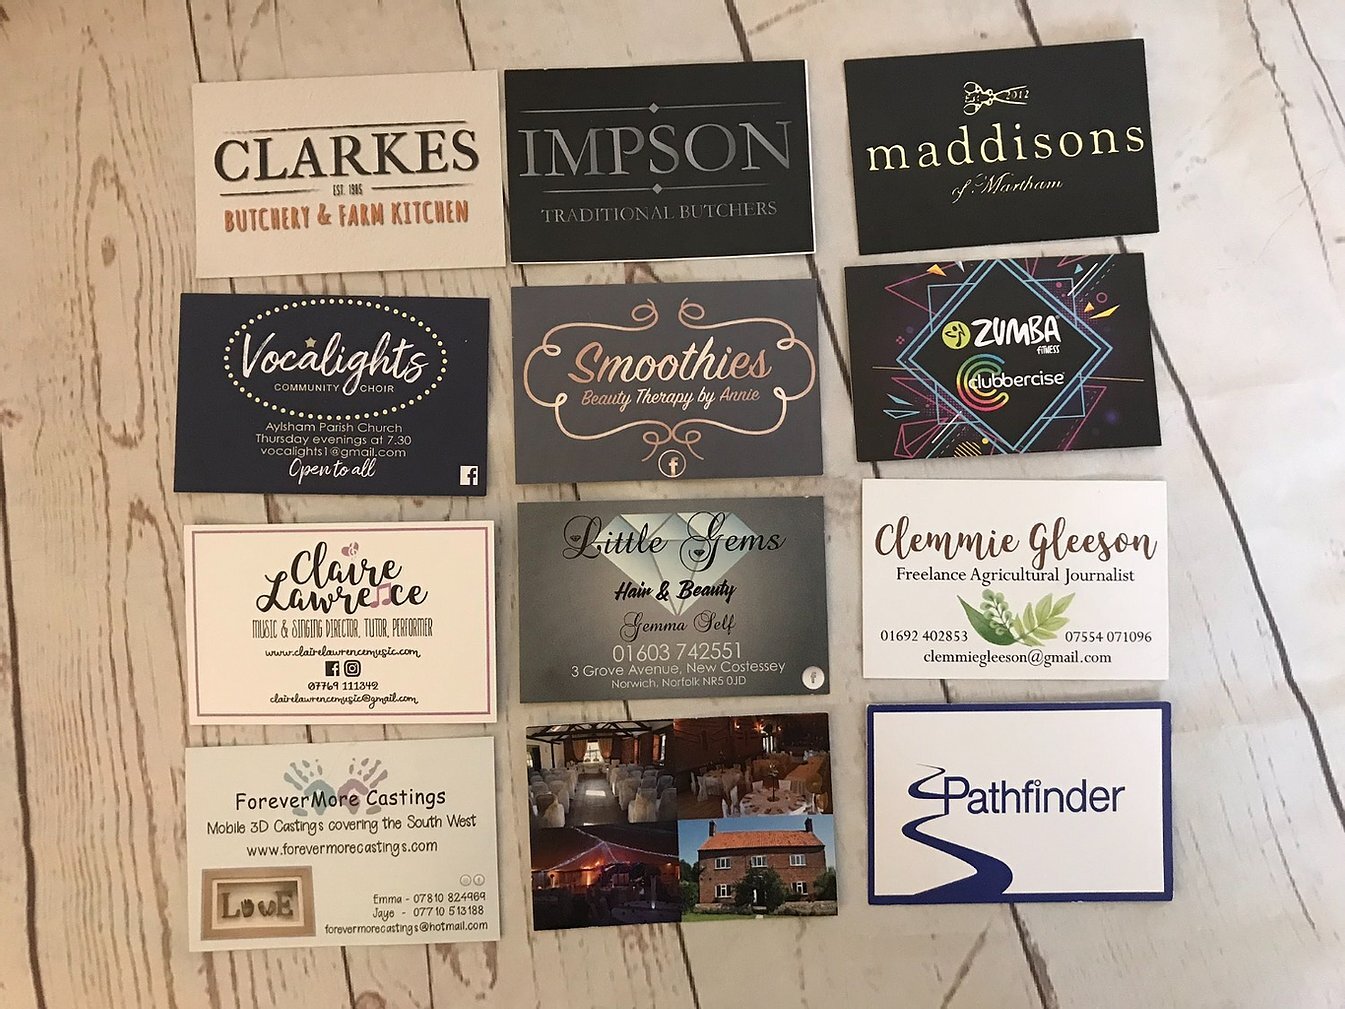 CLARKES
EST. 1985
BUTCHERY & FARM KITCHEN
IMPSON
TRADITIONAL BUTCHERS
EST 2012
maddisons
of Martham
Vocalights
COMMUNITY CHOIR
Aylsham Parish Church
Thursday evenings at 7.30
vocalights1@gmail.com
Open to all
f
Smoothies
Beauty Therapy by Annie
f
ZUMBA
FITNESS
clubbercise
Claire
Lawrence
MUSIC & SINGING DIRECTOR, TUTOR, PERFORMER
www.clairelawrencemusic.com
f
07769 111342
clairelawrencemusic@gmail.com
Little Gems
Hair & Beauty
Gemma Self
01603 742551
3 Grove Avenue, New Costessey
Norwich, Norfolk NR5 0JD
f
Clemmie Gleeson
Freelance Agricultural Journalist
01692 402853 07554 071096
clemmiegleeson@gmail.com
ForeverMore Castings
Mobile 3D Castings covering the South West
www.forevermorecastings.com
LOVE
Emma - 07810 824969
Jaye - 07710 513188
forevermorecastings@hotmail.com
Pathfinder